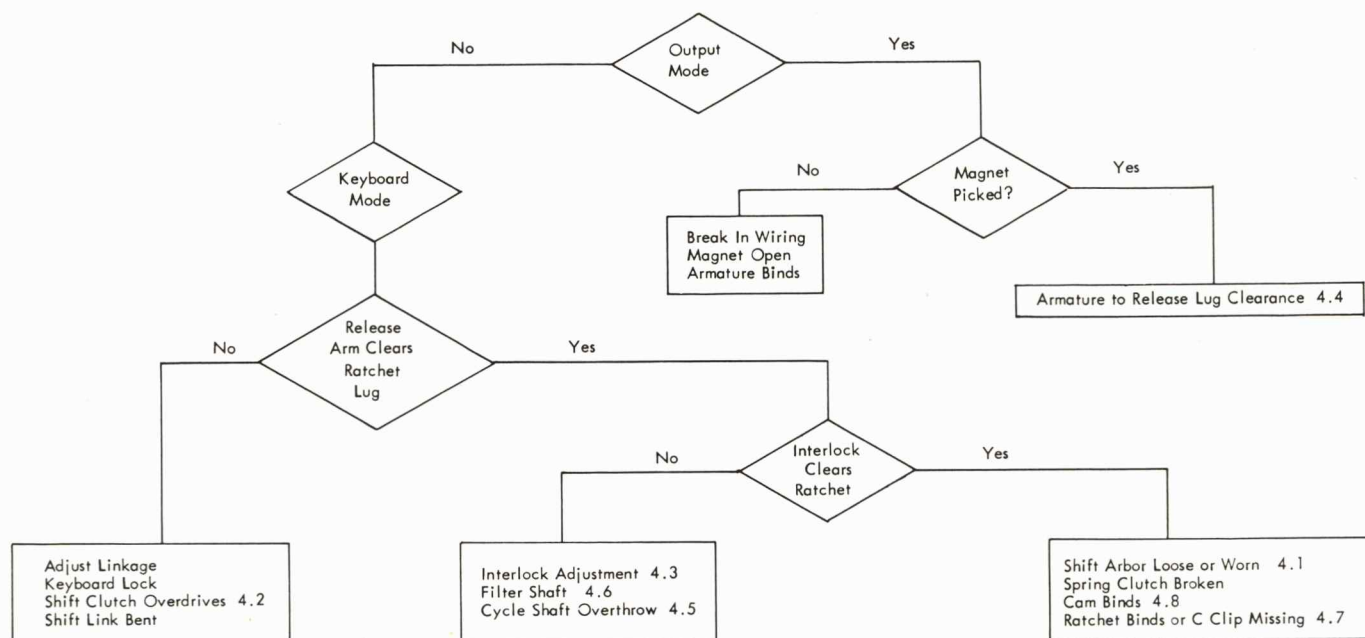 No
Output
Mode
Yes
Keyboard
Mode
No
Magnet
Picked?
Yes
Break In Wiring
Magnet Open
Armature Binds
Armature to Release Lug Clearance 4.4
No
Release
Arm Clears
Ratchet
Lug
Yes
No
Interlock
Clears
Ratchet
Yes
Adjust Linkage
Keyboard Lock
Shift Clutch Overdrives 4.2
Shift Link Bent
Interlock Adjustment 4.3
Filter Shaft 4.6
Cycle Shaft Overthrow 4.5
Shift Arbor Loose or Worn 4.1
Spring Clutch Broken
Cam Binds 4.8
Ratchet Binds or C Clip Missing 4.7